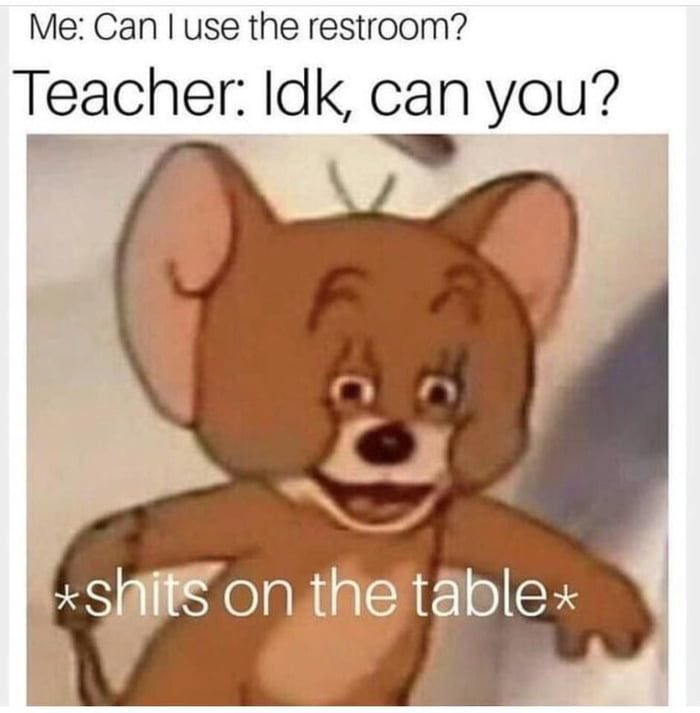 Me: Can I use the restroom?
Teacher: Idk, can you?
*shits on the table*